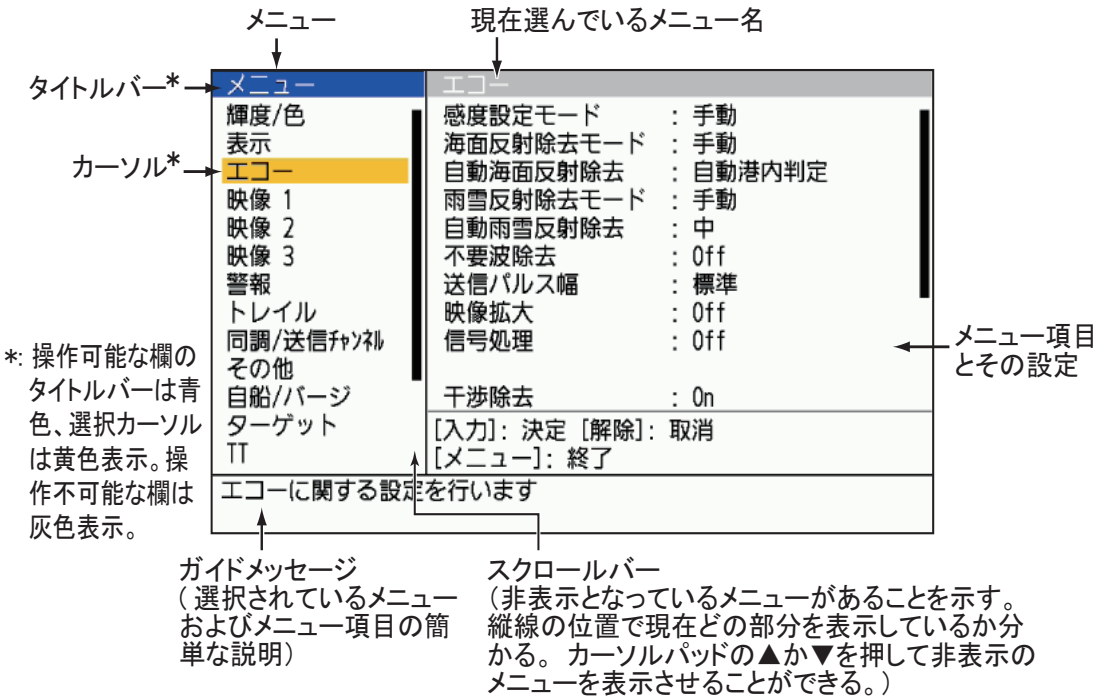 メニュー
現在選んでいるメニュー名
タイトルバー*
カーソル*
*: 操作可能な欄の
タイトルバーは青
色、選択カーソル
は黄色表示。操
作不可能な欄は
灰色表示。
メニュー
輝度/色
表示
エコー
映像 1
映像 2
映像 3
警報
トレイル
同調/送信ﾁｬﾝﾈﾙ
その他
自船/バージ
ターゲット
TT
エコー
感度設定モード : 手動
海面反射除去モード : 手動
自動海面反射除去 : 自動港内判定
雨雪反射除去モード : 手動
自動雨雪反射除去 : 中
不要波除去 : Off
送信パルス幅 : 標準
映像拡大 : Off
信号処理 : Off
干渉除去 : On
[入力]: 決定 [解除]: 取消
[メニュー]: 終了
エコーに関する設定を行います
メニュー項目
とその設定
ガイドメッセージ
（選択されているメニュー
およびメニュー項目の簡
単な説明）
スクロールバー
（非表示となっているメニューがあることを示す。
縦線の位置で現在どの部分を表示しているか分
かる。 カーソルパッドの▲か▼を押して非表示の
メニューを表示させることができる。）